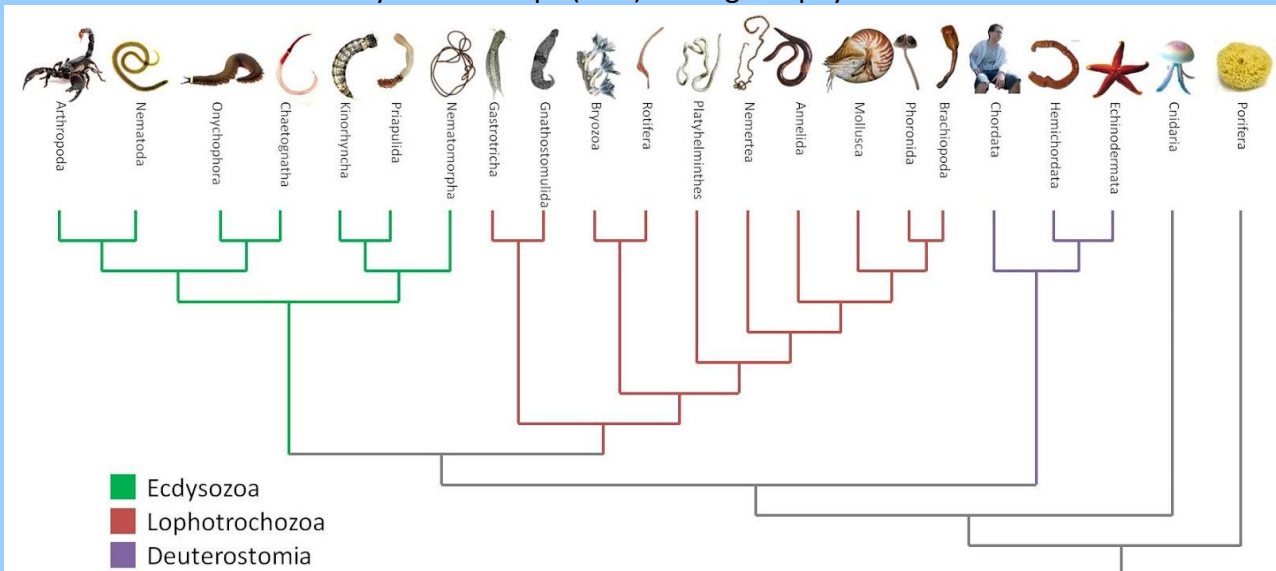 Arthropoda
Nematoda
Onychophora
Chaetognatha
Kinorhyncha
Priapulida
Nematomorpha
Gastrotricha
Gnathostomulida
Bryozoa
Rotifera
Platyhelminthes
Nemertea
Annelida
Mollusca
Phoronida
Brachiopoda
Chordata
Hemichordata
Echinodermata
Cnidaria
Porifera
Ecdysozoa
Lophotrochozoa
Deuterostomia